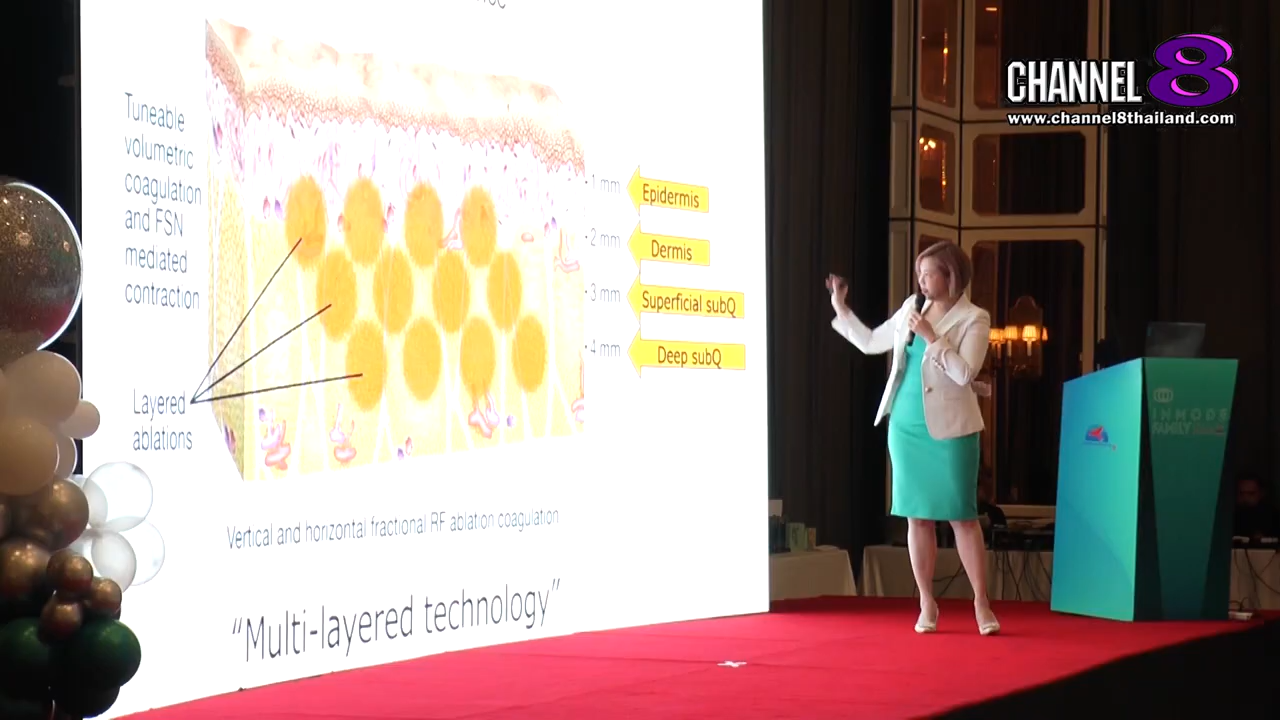 CHANNEL 8
www.channel8thailand.com
Tuneable
volumetric
coagulation
and FSN
mediated
contraction
1 mm
Epidermis
2 mm
Dermis
3 mm
Superficial subQ
4 mm
Deep subQ
Layered
ablations
Vertical and horizontal fractional RF ablation coagulation
“Multi-layered technology”
INMODE
FAMILY